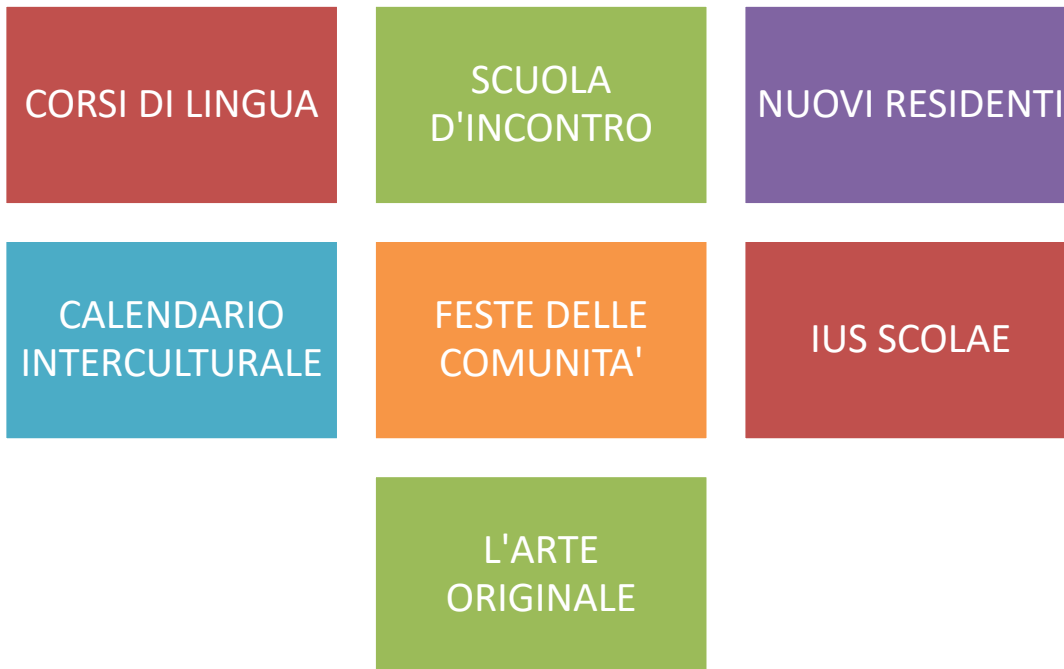 CORSI DI LINGUA
SCUOLA
D'INCONTRO
NUOVI RESIDENTI
CALENDARIO
INTERCULTURALE
FESTE DELLE
COMUNITA'
IUS SCOLAE
L'ARTE
ORIGINALE